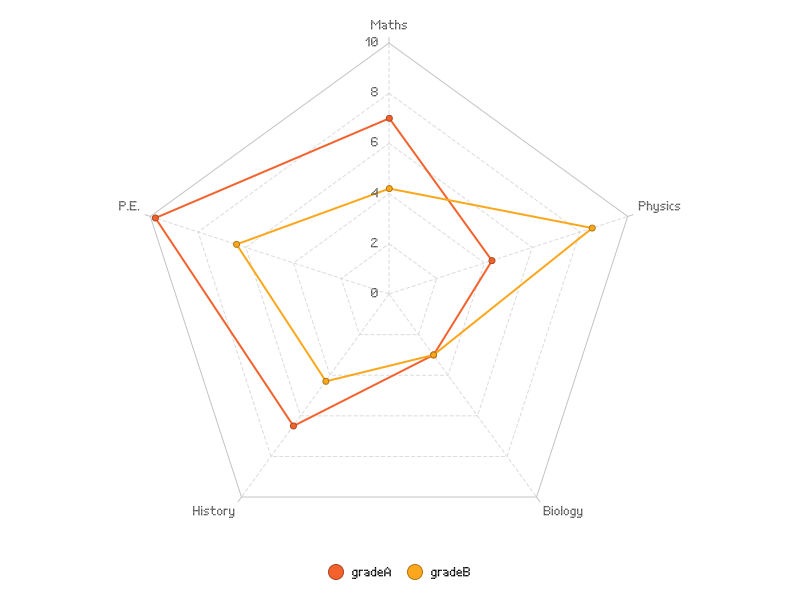 Maths
10
8
6
4
2
0
P.E.
Physics
History
Biology
gradeA
gradeB